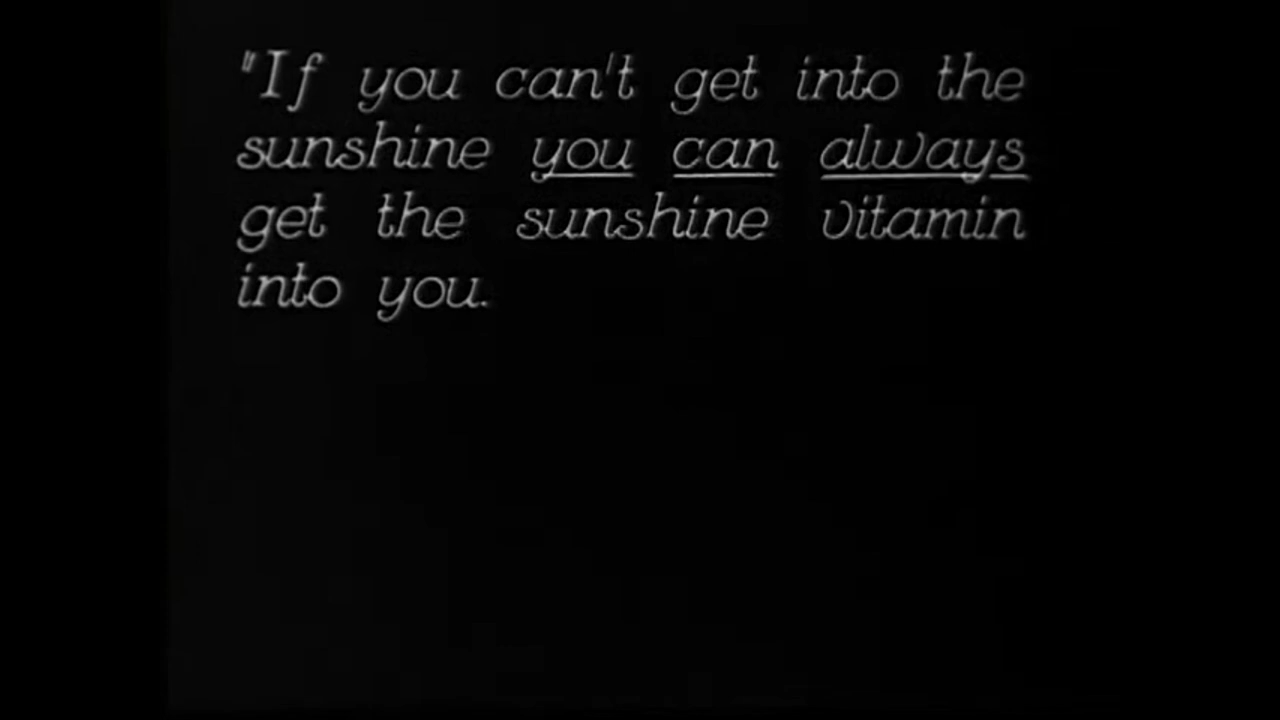 "If you can't get into the
sunshine you can always
get the sunshine vitamin
into you.